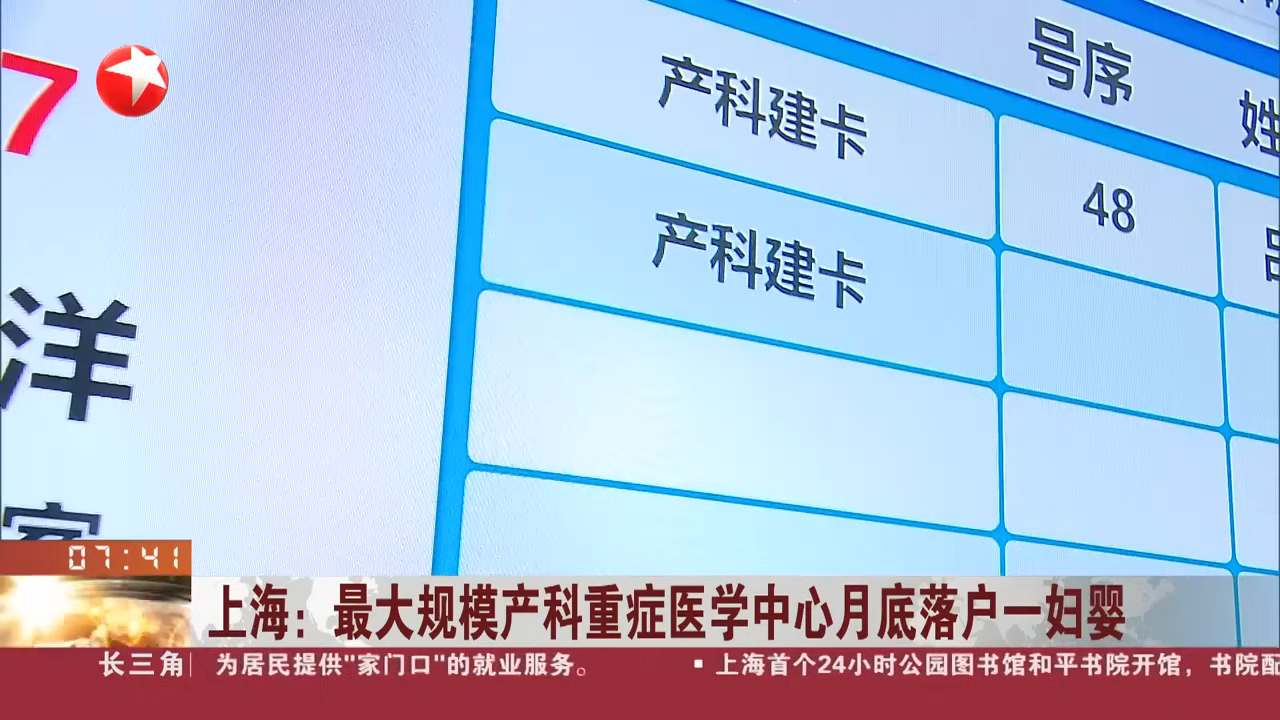 7
洋
产科建卡
号序
姓
48
产科建卡
07:41
上海：最大规模产科重症医学中心月底落户一妇婴
长三角 为居民提供"家门口"的就业服务。
▪ 上海首个24小时公园图书馆和平书院开馆，书院配